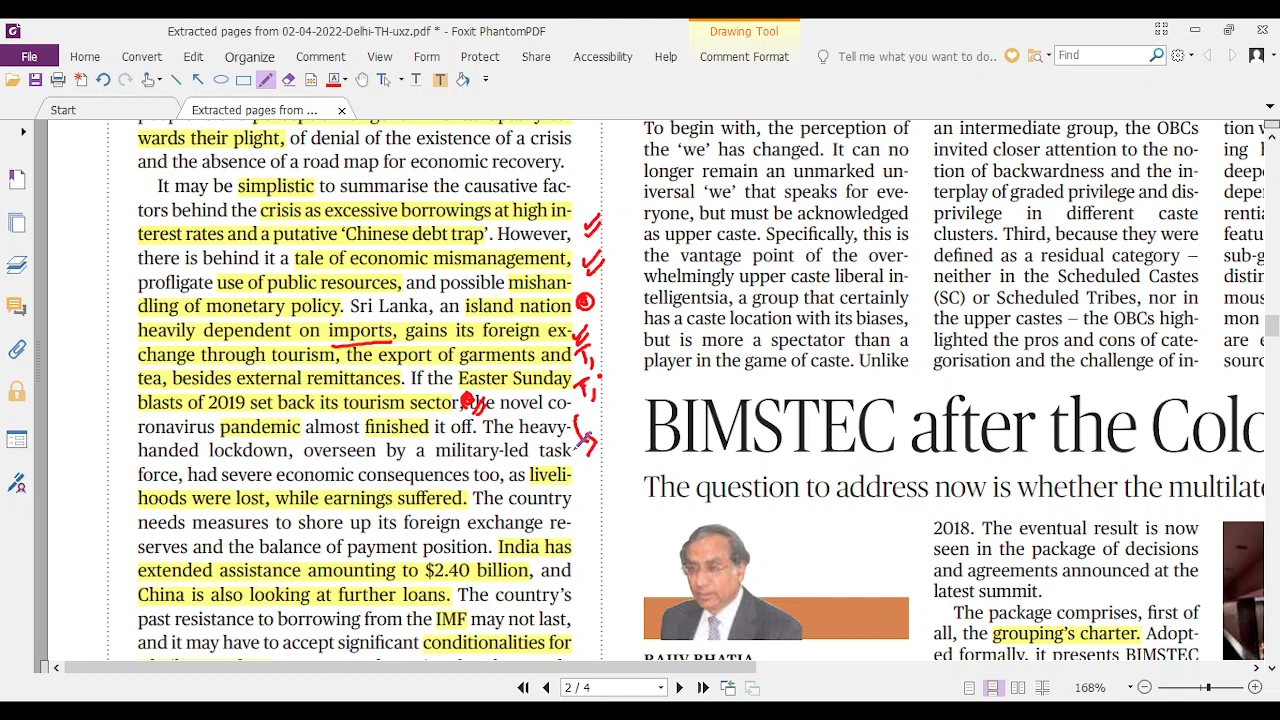 Extracted pages from 02-04-2022-Delhi-TH-uxz.pdf * - Foxit PhantomPDF
Drawing Tool
File Home Convert Edit Organize Comment View Form Protect Share Accessibility Help Comment Format Tell me what you want to do.. Find
Start
Extracted pages from ...
wards their plight, of denial of the existence of a crisis
and the absence of a road map for economic recovery.
It may be simplistic to summarise the causative fac-
tors behind the crisis as excessive borrowings at high in-
terest rates and a putative ‘Chinese debt trap’. However,
there is behind it a tale of economic mismanagement,
profligate use of public resources, and possible mishan-
dling of monetary policy. Sri Lanka, an island nation
heavily dependent on imports, gains its foreign ex-
change through tourism, the export of garments and
tea, besides external remittances. If the Easter Sunday
blasts of 2019 set back its tourism sector, the novel co-
ronavirus pandemic almost finished it off. The heavy-
handed lockdown, overseen by a military-led task
force, had severe economic consequences too, as liveli-
hoods were lost, while earnings suffered. The country
needs measures to shore up its foreign exchange re-
serves and the balance of payment position. India has
extended assistance amounting to $2.40 billion, and
China is also looking at further loans. The country’s
past resistance to borrowing from the IMF may not last,
and it may have to accept significant conditionalities for
To begin with, the perception of
the ‘we’ has changed. It can no
longer remain an unmarked un-
iversal ‘we’ that speaks for eve-
ryone, but must be acknowledged
as upper caste. Specifically, this is
the vantage point of the over-
whelmingly upper caste liberal in-
telligentsia, a group that certainly
has a caste location with its biases,
but is more a spectator than a
player in the game of caste. Unlike
an intermediate group, the OBCs
invited closer attention to the no-
tion of backwardness and the in-
terplay of graded privilege and dis-
privilege in different caste
clusters. Third, because they were
defined as a residual category –
neither in the Scheduled Castes
(SC) or Scheduled Tribes, nor in
the upper castes – the OBCs high-
lighted the pros and cons of cate-
gorisation and the challenge of in-
BIMSTEC after the Colo
The question to address now is whether the multilate
RAJIV BHATIA
2018. The eventual result is now
seen in the package of decisions
and agreements announced at the
latest summit.
The package comprises, first of
all, the grouping’s charter. Adopt-
ed formally, it presents BIMSTEC
2 / 4
168%